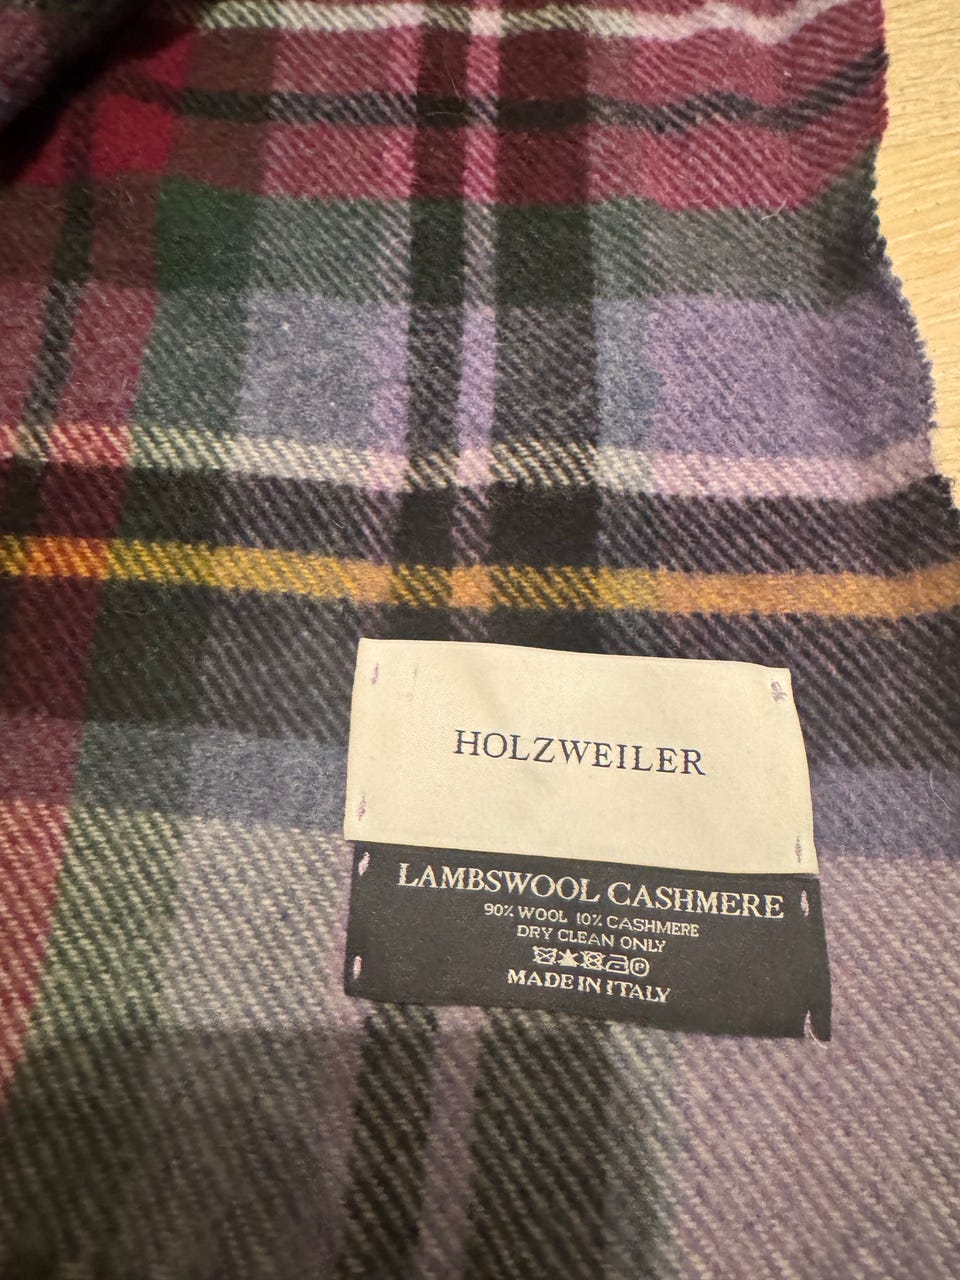 HOLZWEILER
LAMBSWOOL CASHMERE
90% WOOL 10% CASHMERE
DRY CLEAN ONLY
P
MADE IN ITALY